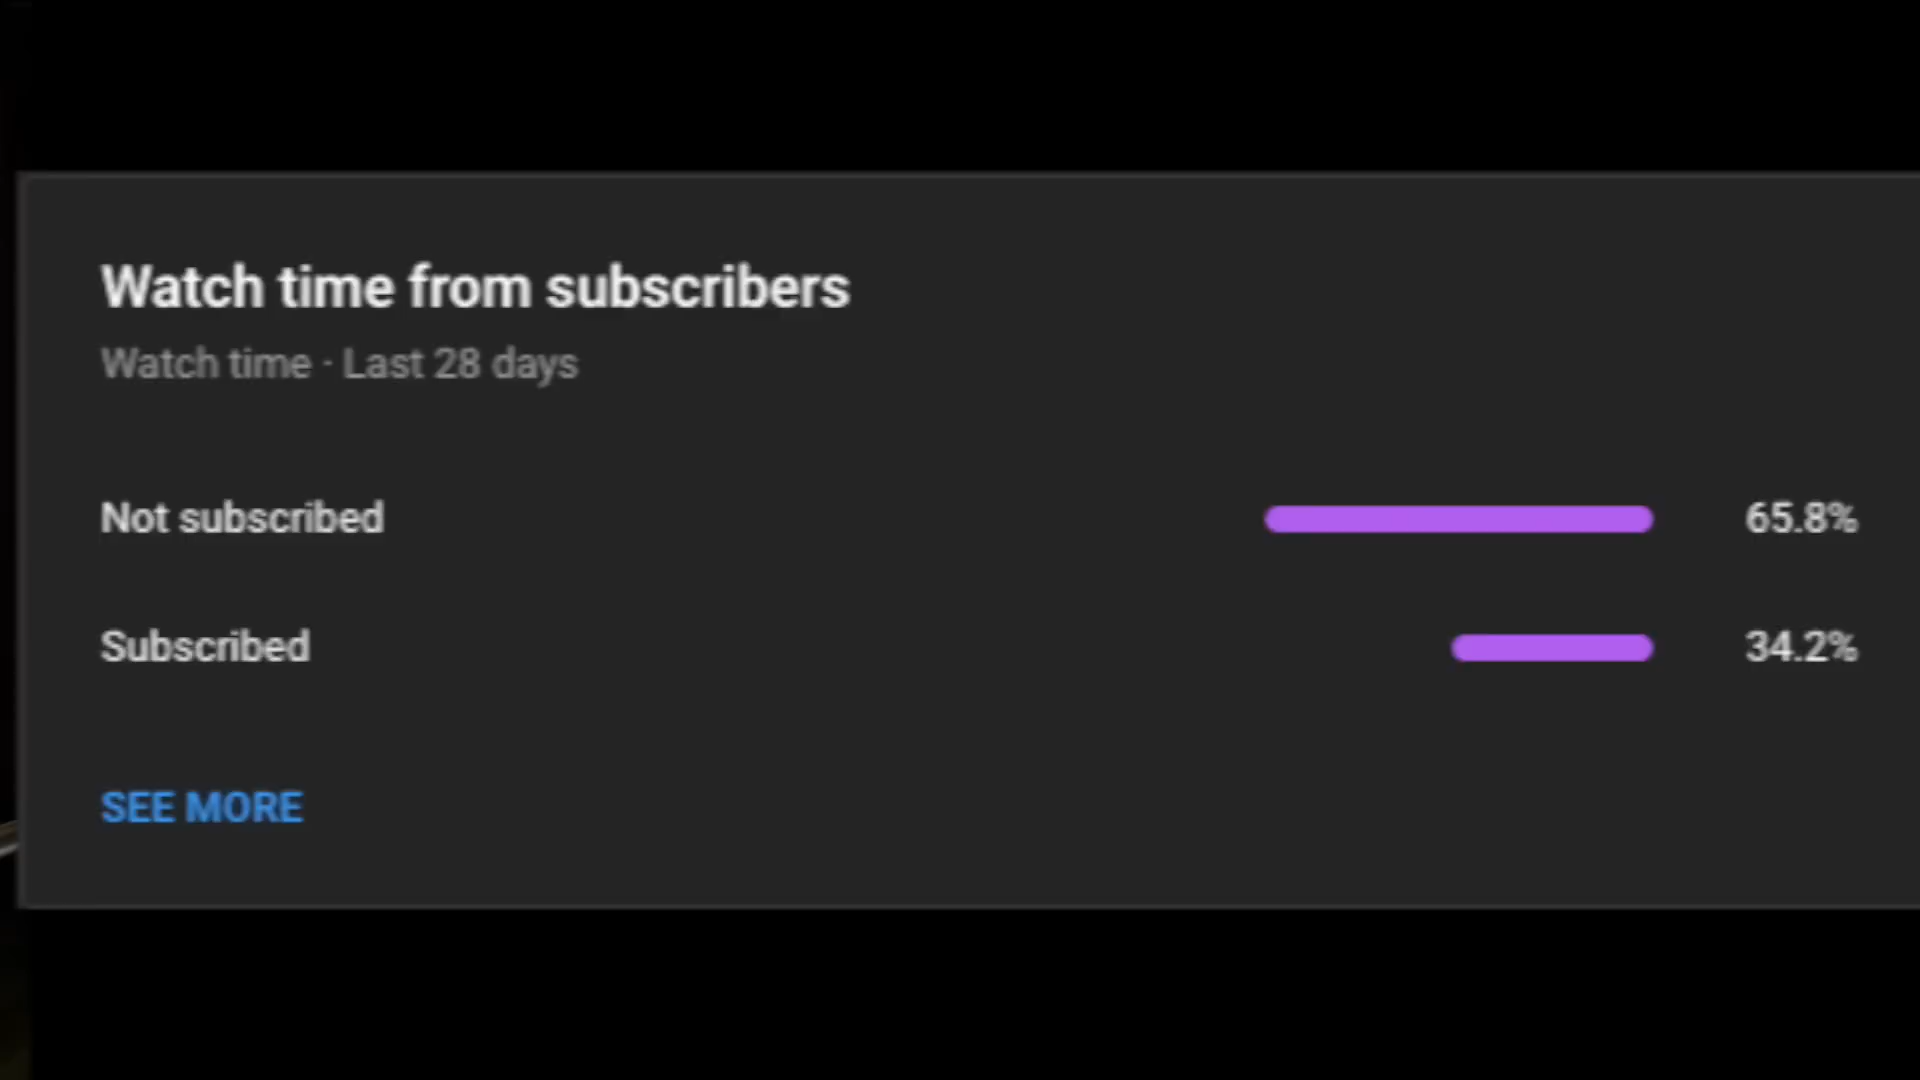 Watch time from subscribers
Watch time · Last 28 days
Not subscribed 65.8%
Subscribed 34.2%
SEE MORE